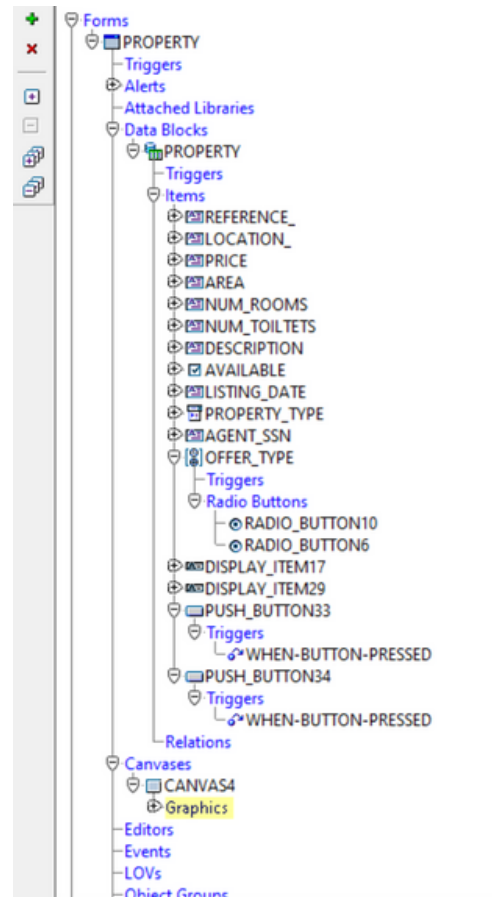 Forms
PROPERTY
Triggers
Alerts
Attached Libraries
Data Blocks
PROPERTY
Triggers
Items
REFERENCE_
LOCATION_
PRICE
AREA
NUM_ROOMS
NUM_TOILTETS
DESCRIPTION
AVAILABLE
LISTING_DATE
PROPERTY_TYPE
AGENT_SSN
OFFER_TYPE
Triggers
Radio Buttons
RADIO_BUTTON10
RADIO_BUTTON6
DISPLAY_ITEM17
DISPLAY_ITEM29
PUSH_BUTTON33
Triggers
WHEN-BUTTON-PRESSED
PUSH_BUTTON34
Triggers
WHEN-BUTTON-PRESSED
Relations
Canvases
CANVAS4
Graphics
Editors
Events
LOVs
Object Groups